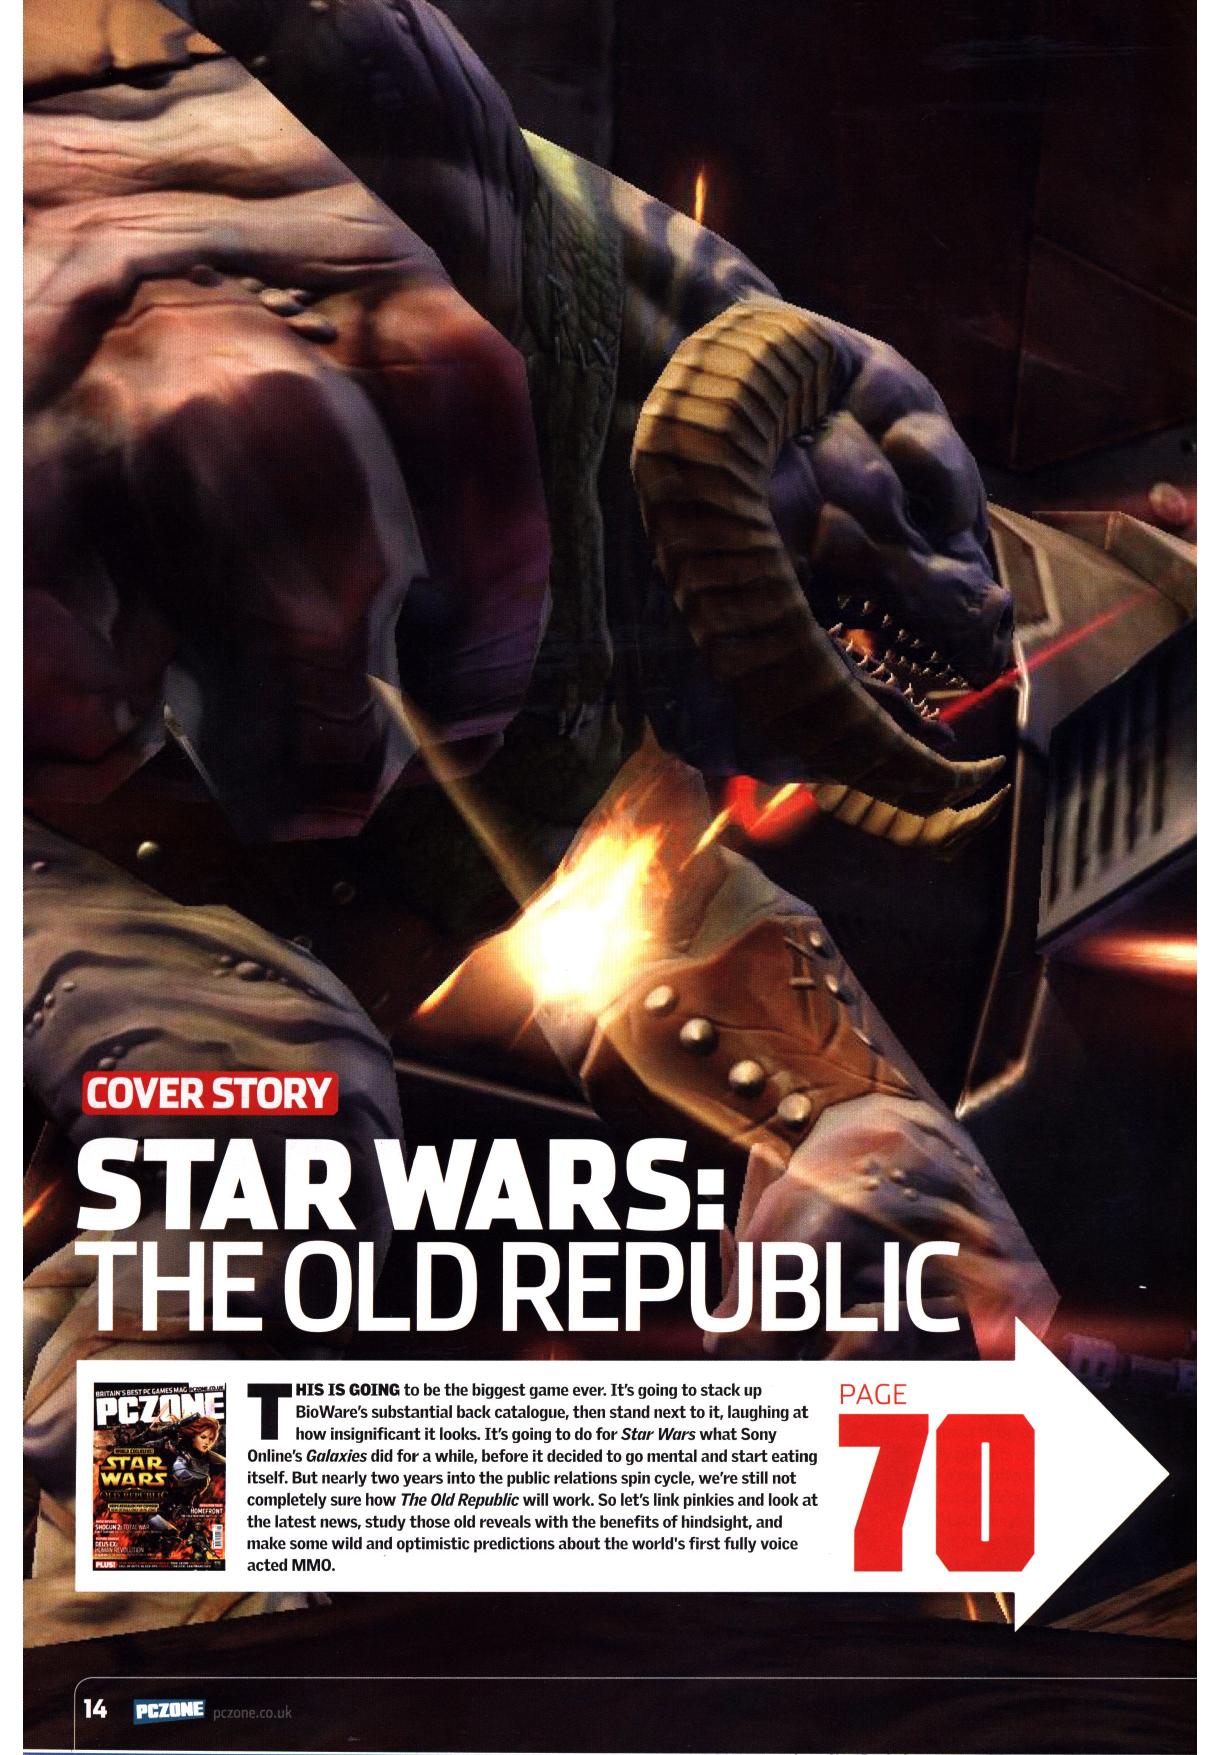 COVER STORY
STAR WARS:
THE OLD REPUBLIC
BRITAIN'S BEST PC GAMES MAG PCZONE.CO.UK
PCZONE
STAR
WARS
OLD REPUBLIC
HOMEFRONT
SHOGUN 2: TOTAL WAR
DEUS EX:
HUMAN REVOLUTION
PLUS!
THIS IS GOING to be the biggest game ever. It's going to stack up
BioWare's substantial back catalogue, then stand next to it, laughing at
how insignificant it looks. It's going to do for Star Wars what Sony
Online's Galaxies did for a while, before it decided to go mental and start eating
itself. But nearly two years into the public relations spin cycle, we're still not
completely sure how The Old Republic will work. So let's link pinkies and look at
the latest news, study those old reveals with the benefits of hindsight, and
make some wild and optimistic predictions about the world's first fully voice
acted MMO.
PAGE
70
14 PCZONE pczone.co.uk